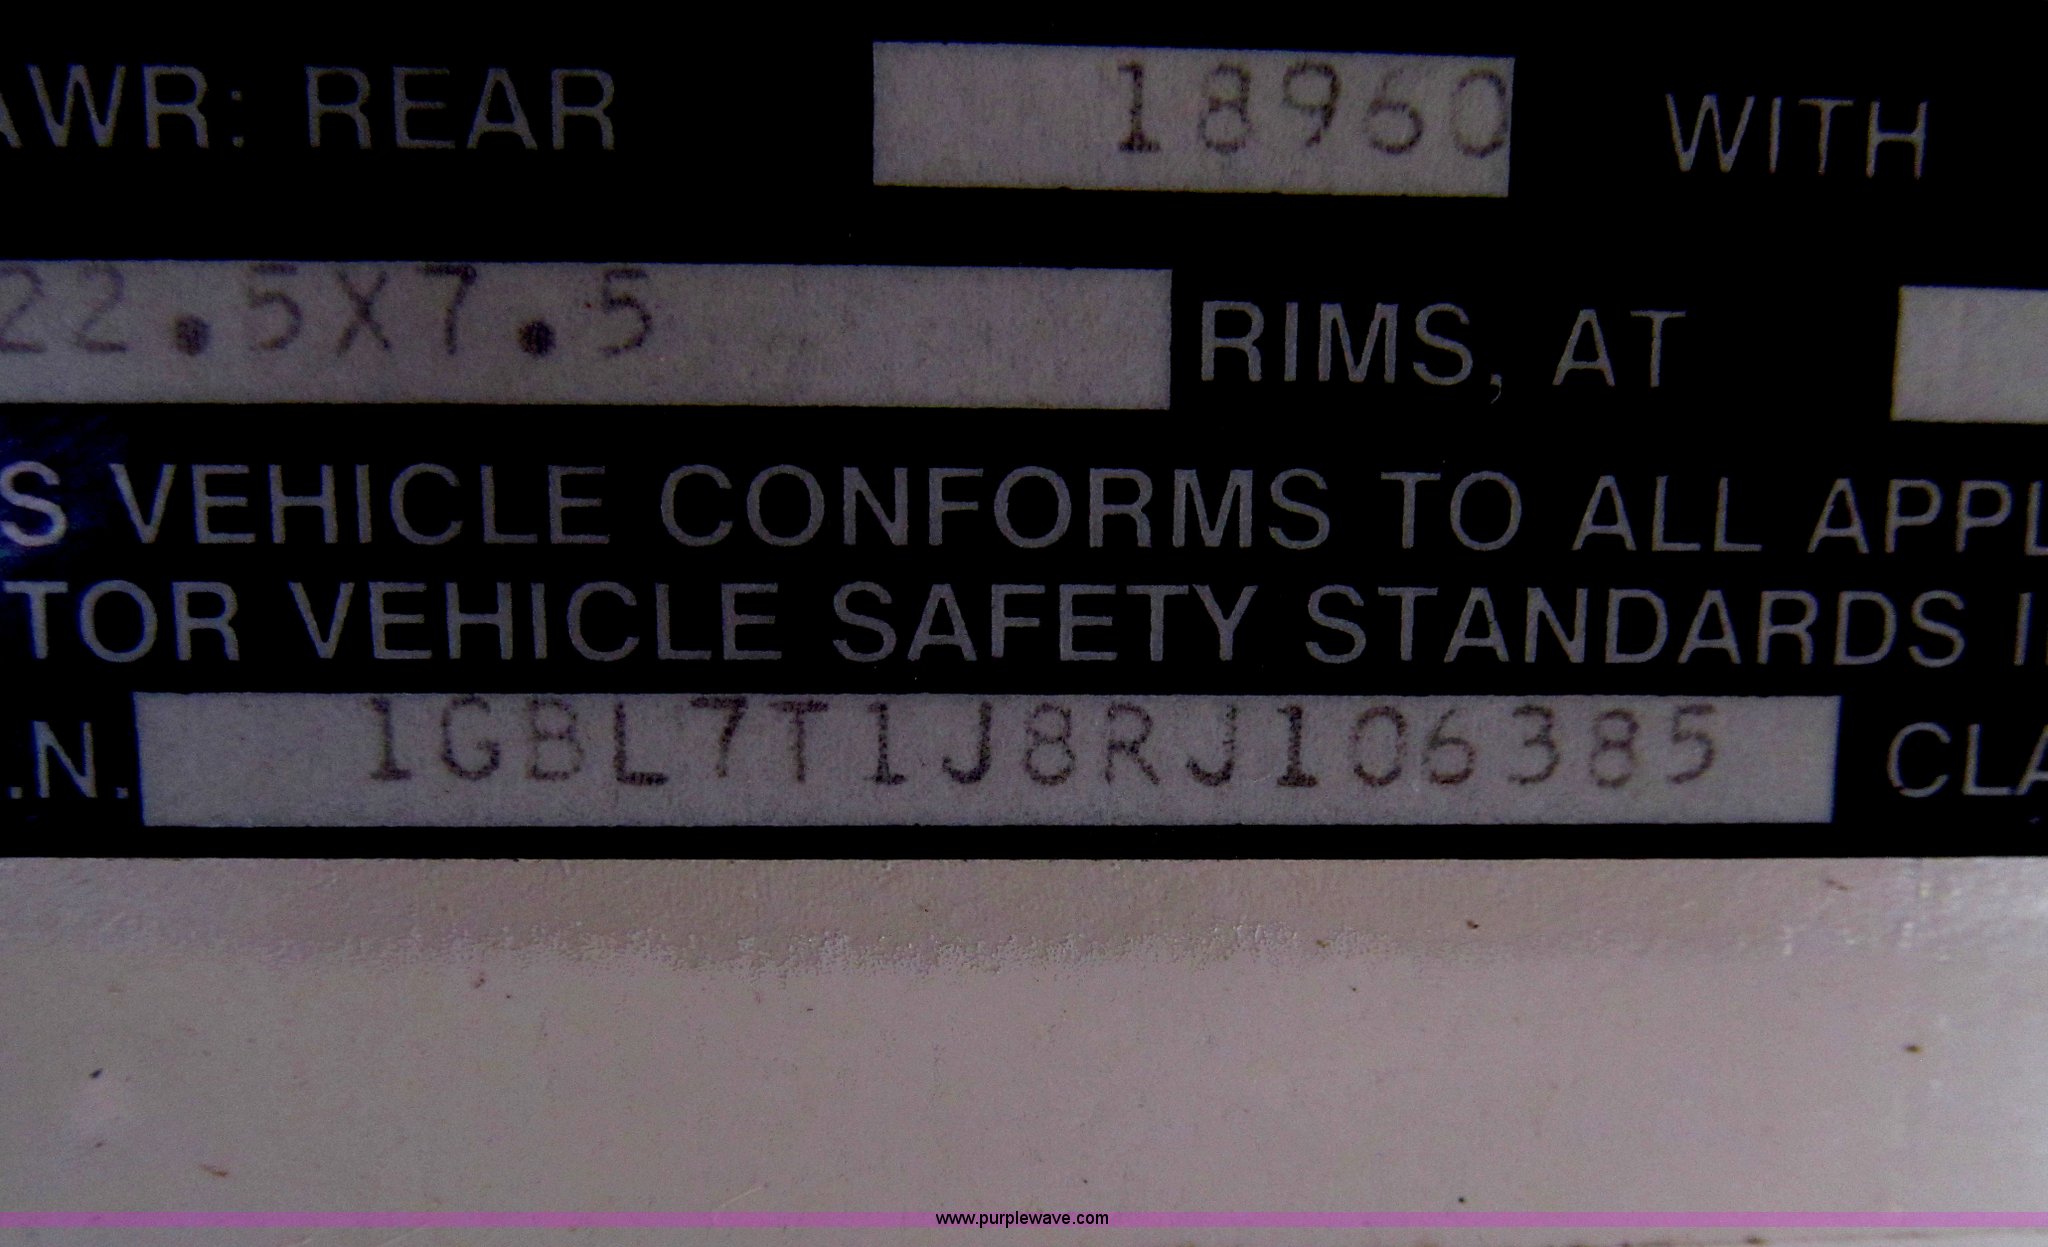 AWR: REAR 18960 WITH
22.5X7.5 RIMS, AT
S VEHICLE CONFORMS TO ALL APPL
TOR VEHICLE SAFETY STANDARDS I
.N. 1GBL7T1J8RJ106385 CLA
www.purplewave.com